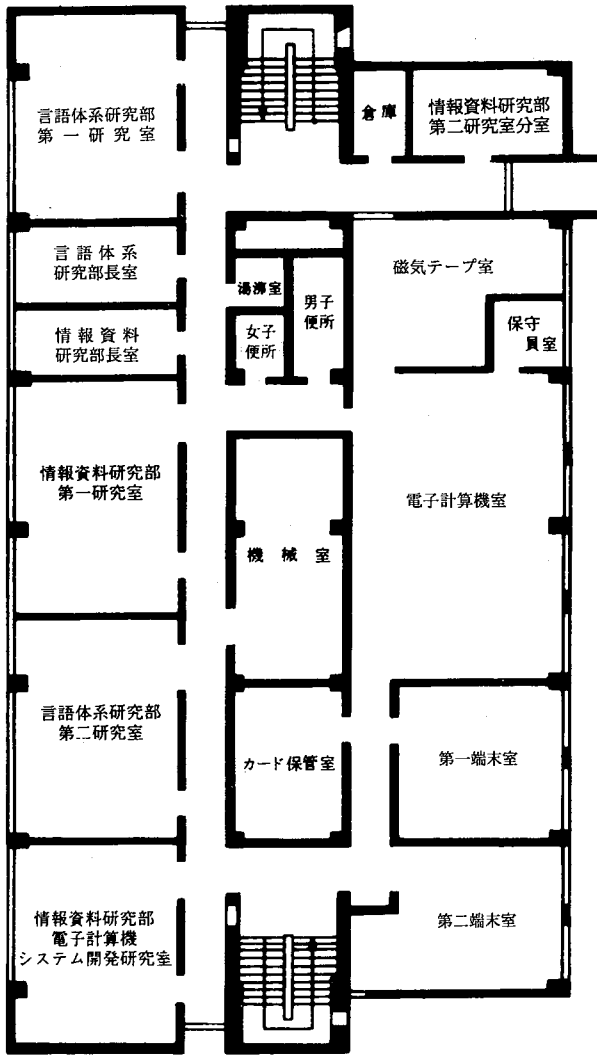 言語体系研究部
第一研究室
倉庫
情報資料研究部
第二研究室分室
言語体系
研究部長室
湯沸室
男子
便所
磁気テープ室
情報資料
研究部長室
女子
便所
保守
員室
情報資料研究部
第一研究室
機械室
電子計算機室
言語体系研究部
第二研究室
カード保管室
第一端末室
情報資料研究部
電子計算機
システム開発研究室
第二端末室